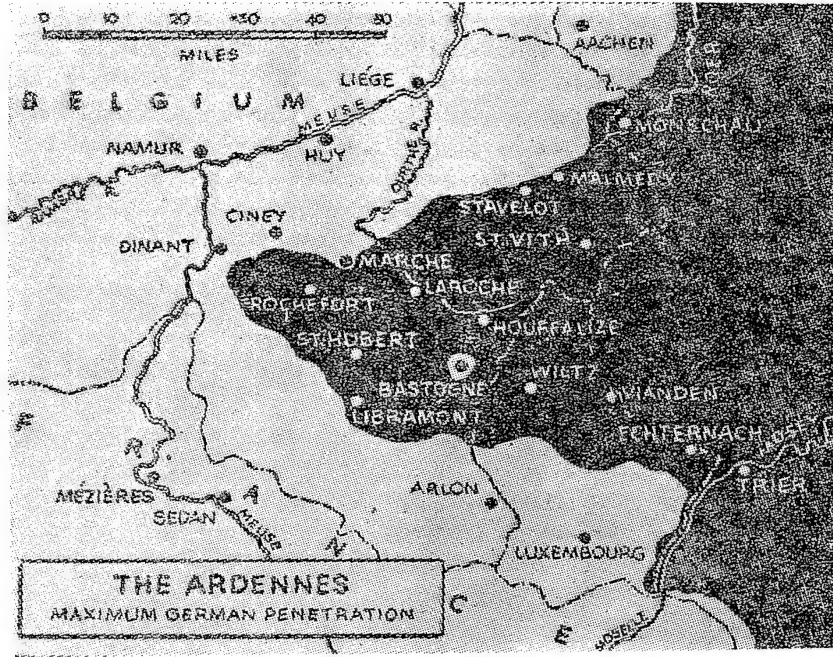 0 10 20 30 50
MILES
AACHEN
LIÉGE
BELGIUM
MEUSE
MONSCHAU
NAMUR
HUY
OURTHE R.
MALMEDY
STAVELOT
CINEY
ST.VITH
DINANT
MARCHE
ROCHEFORT
LAROCHE
HOUFFALIZE
ST.HUBERT
BASTOGNE
WILTZ
VIANDEN
LIBRAMONT
ECHTERNACH
TRIER
MÉZIÈRES
SEDAN
MEUSE
ARLON
LUXEMBOURG
FRANCE
MOSELLE
THE ARDENNES
MAXIMUM GERMAN PENETRATION